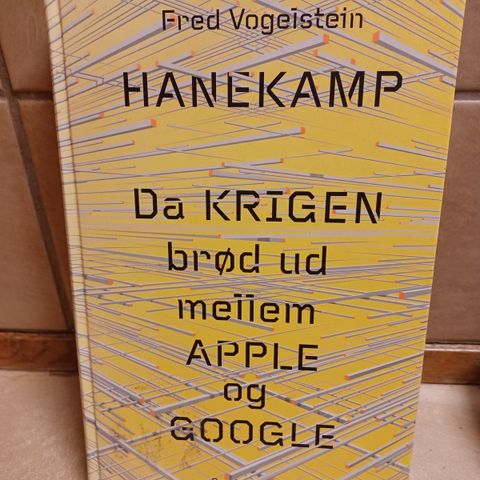 Fred Vogelstein
HANEKAMP
Da KRIGEN
brød ud
mellem
APPLE
og
GOOGLE